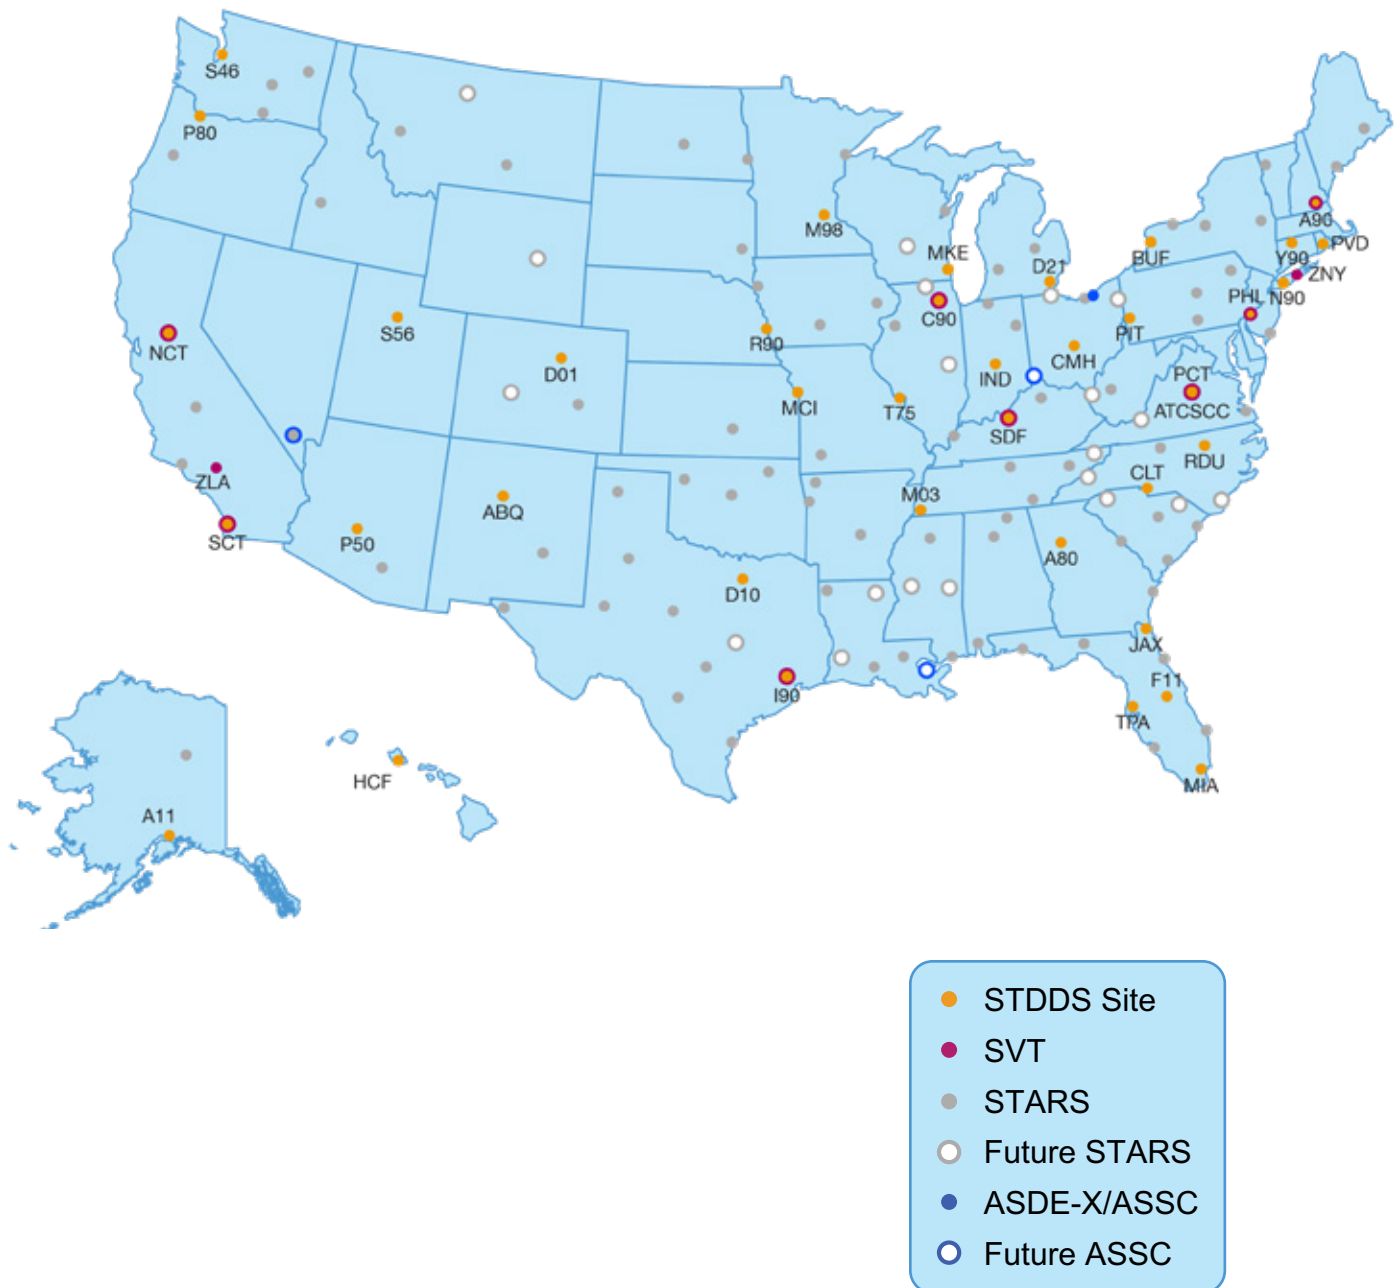 S46
P80
M98
A90
MKE
D21
BUF
Y90
PVD
ZNY
PHL
N90
C90
NCT
S56
R90
PIT
D01
CMH
IND
PCT
MCI
T75
ATCSCC
SDF
CLT
RDU
ZLA
M03
ABQ
SCT
P50
A80
D10
JAX
F11
I90
TPA
HCF
MIA
A11
STDDS Site
SVT
STARS
Future STARS
ASDE-X/ASSC
Future ASSC